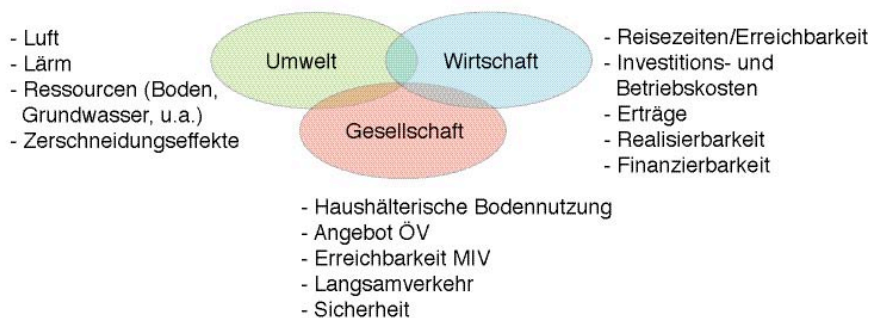 Umwelt
Wirtschaft
Gesellschaft
- Luft
- Lärm
- Ressourcen (Boden,
Grundwasser, u.a.)
- Zerschneidungseffekte
- Reisezeiten/Erreichbarkeit
- Investitions- und
Betriebskosten
- Erträge
- Realisierbarkeit
- Finanzierbarkeit
- Haushälterische Bodennutzung
- Angebot ÖV
- Erreichbarkeit MIV
- Langsamverkehr
- Sicherheit